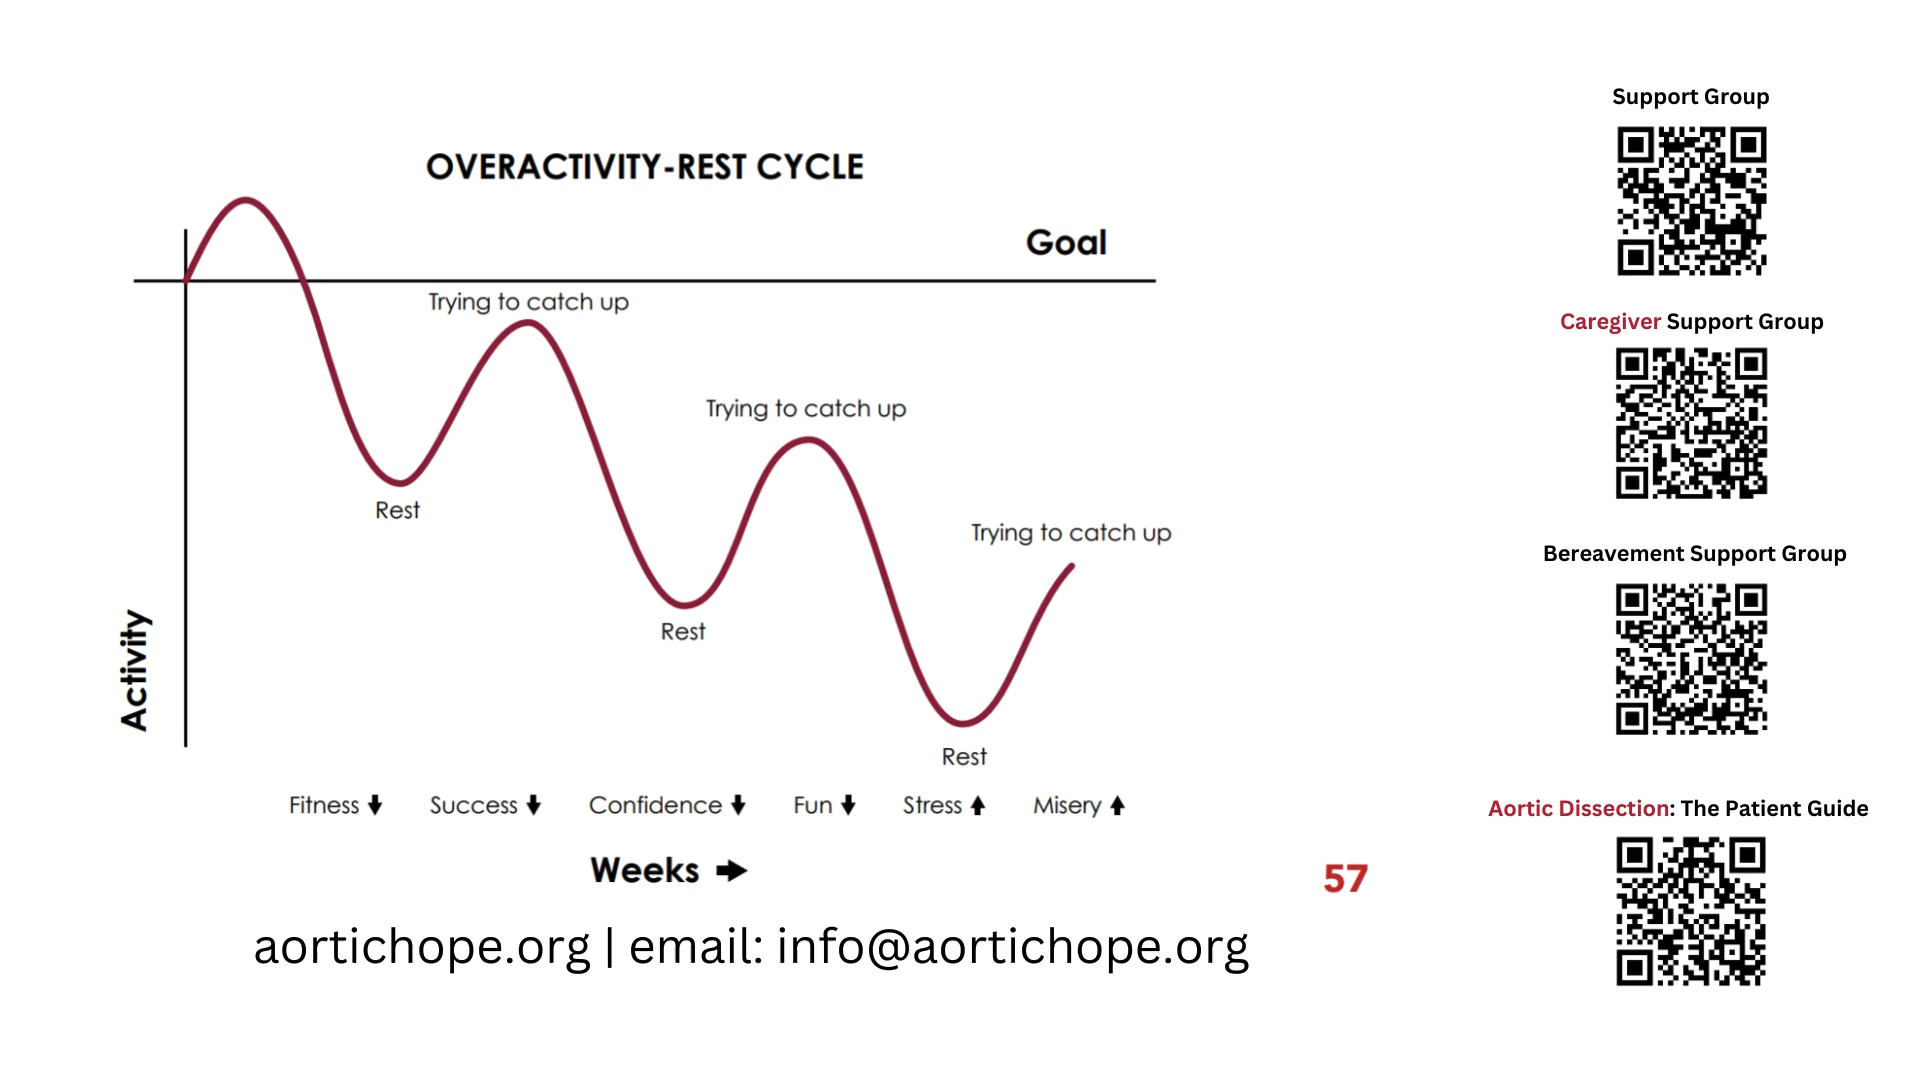 OVERACTIVITY-REST CYCLE
Goal
Trying to catch up
Trying to catch up
Rest
Trying to catch up
Rest
Activity
Rest
Fitness ↓ Success ↓ Confidence ↓ Fun ↓ Stress ↑ Misery ↑
Weeks →
57
aortichope.org | email: info@aortichope.org
Support Group
Caregiver Support Group
Bereavement Support Group
Aortic Dissection: The Patient Guide